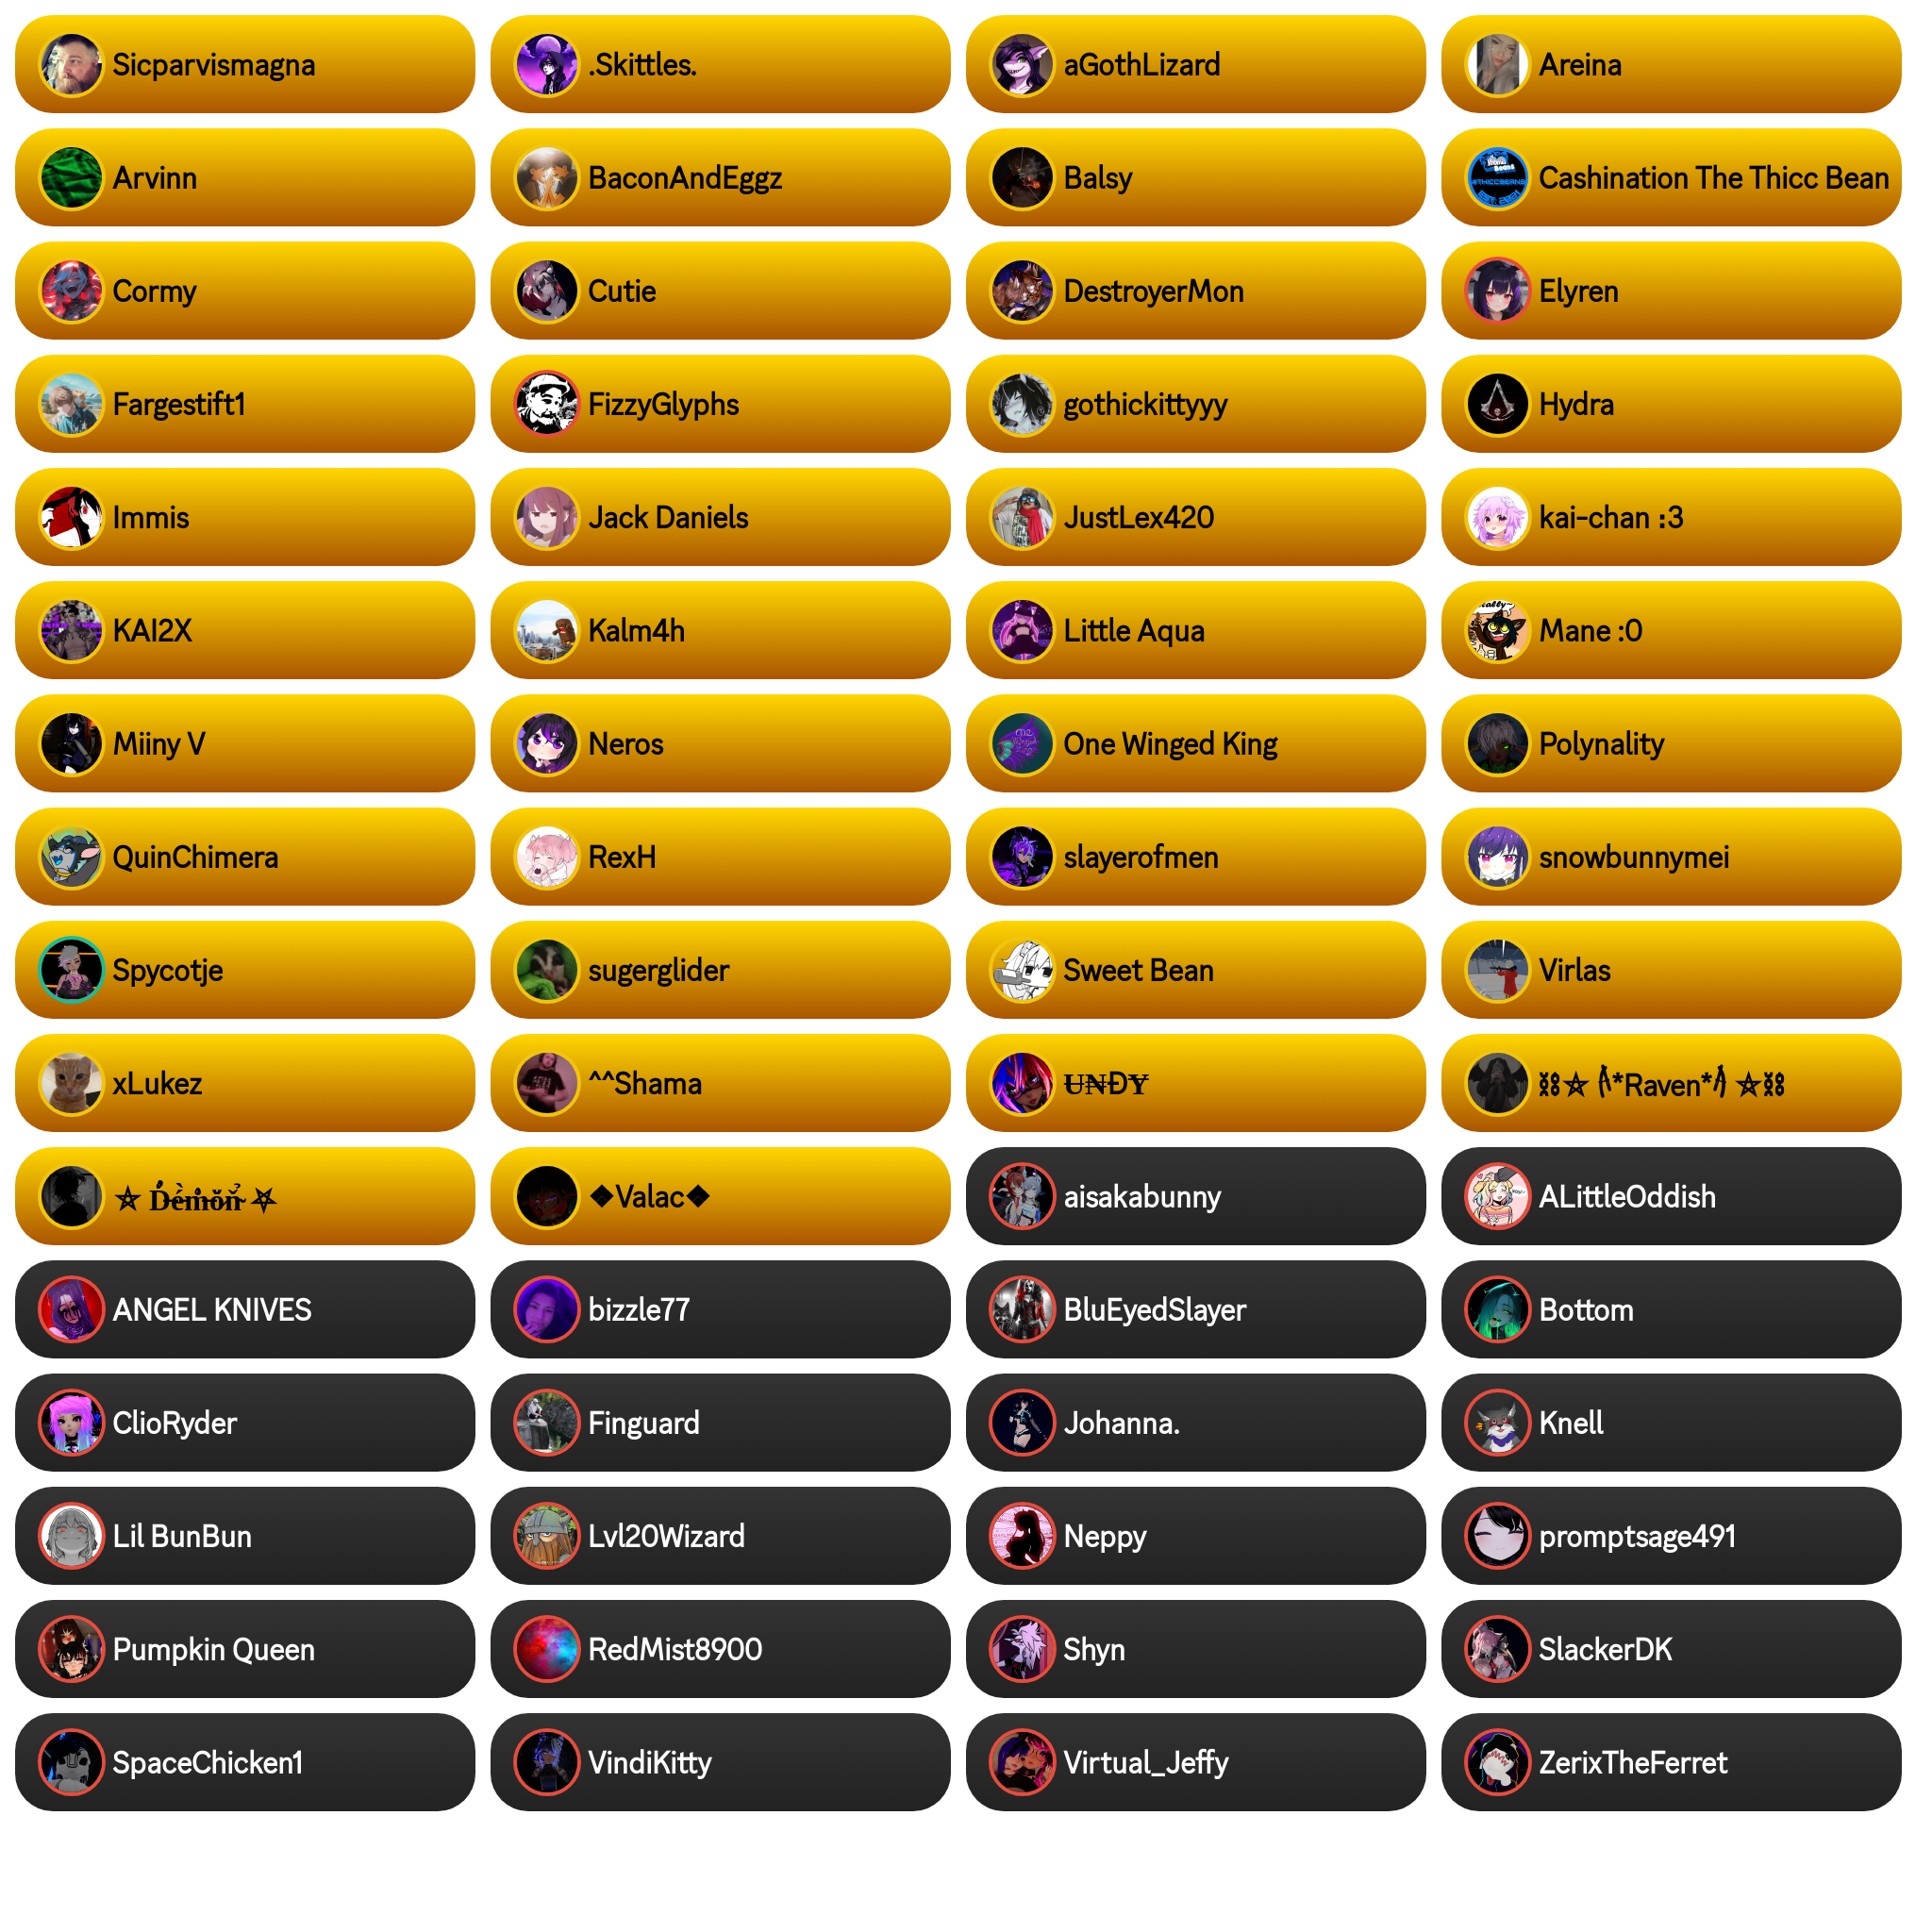 Sicparvismagna
.Skittles.
aGothLizard
Areina
Arvinn
BaconAndEggz
Balsy
Cashination The Thicc Bean
Cormy
Cutie
DestroyerMon
Elyren
Fargestift1
FizzyGlyphs
gothickittyyy
Hydra
Immis
Jack Daniels
JustLex420
kai-chan :3
KAI2X
Kalm4h
Little Aqua
Mane :0
Miiny V
Neros
One Winged King
Polynality
QuinChimera
RexH
slayerofmen
snowbunnymei
Spycotje
sugerglider
Sweet Bean
Virlas
xLukez
^^Shama
U̶N̶D̶Y̶
⛓⛤ *Raven* ⛤⛓
⛤ D̶é̶m̶ö̶n̶ ⛧
❖Valac❖
aisakabunny
ALittleOddish
ANGEL KNIVES
bizzle77
BluEyedSlayer
Bottom
ClioRyder
Finguard
Johanna.
Knell
Lil BunBun
Lvl20Wizard
Neppy
promptsage491
Pumpkin Queen
RedMist8900
Shyn
SlackerDK
SpaceChicken1
VindiKitty
Virtual_Jeffy
ZerixTheFerret